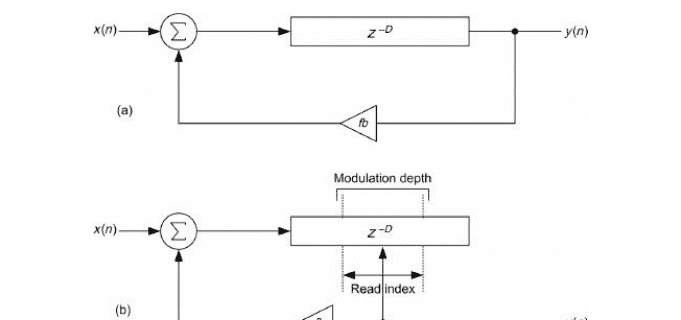 x(n) Σ z⁻ᴰ y(n)
fb
(a)
Modulation depth
x(n) Σ z⁻ᴰ
Read index
(b)